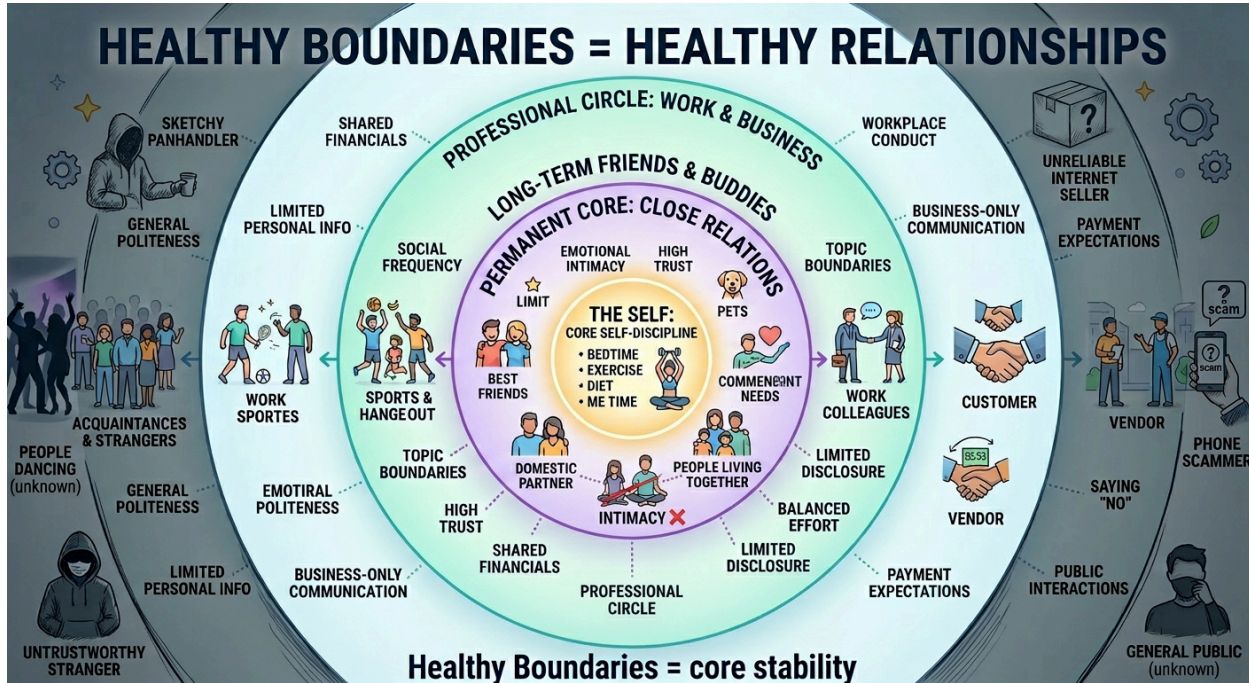 HEALTHY BOUNDARIES = HEALTHY RELATIONSHIPS
PROFESSIONAL CIRCLE: WORK & BUSINESS
LONG-TERM FRIENDS & BUDDIES
PERMANENT CORE: CLOSE RELATIONS
SKETCHY
PANHANDLER
SHARED
FINANCIALS
WORKPLACE
CONDUCT
?
UNRELIABLE
INTERNET
SELLER
GENERAL
POLITENESS
LIMITED
PERSONAL INFO
SOCIAL
FREQUENCY
EMOTIONAL
INTIMACY
HIGH
TRUST
TOPIC
BOUNDARIES
BUSINESS-ONLY
COMMUNICATION
PAYMENT
EXPECTATIONS
LIMIT
PETS
THE SELF:
CORE SELF-DISCIPLINE
• BEDTIME
• EXERCISE
• DIET
• ME TIME
BEST
FRIENDS
NEEDS
?
scam
?
scam
PEOPLE
DANCING
(unknown)
ACQUAINTANCES
& STRANGERS
WORK
SPORTES
SPORTS &
HANGEOUT
WORK
COLLEAGUES
CUSTOMER
VENDOR
PHONE
SCAMMER
DOMESTIC
PARTNER
PEOPLE LIVING
TOGETHER
INTIMACY
TOPIC
BOUNDARIES
LIMITED
DISCLOSURE
VENDOR
GENERAL
POLITENESS
EMOTIRAL
POLITENESS
HIGH
TRUST
BALANCED
EFFORT
SAYING
"NO"
SHARED
FINANCIALS
LIMITED
DISCLOSURE
LIMITED
PERSONAL INFO
BUSINESS-ONLY
COMMUNICATION
PROFESSIONAL
CIRCLE
PAYMENT
EXPECTATIONS
PUBLIC
INTERACTIONS
UNTRUSTWORTHY
STRANGER
GENERAL PUBLIC
(unknown)
Healthy Boundaries = core stability